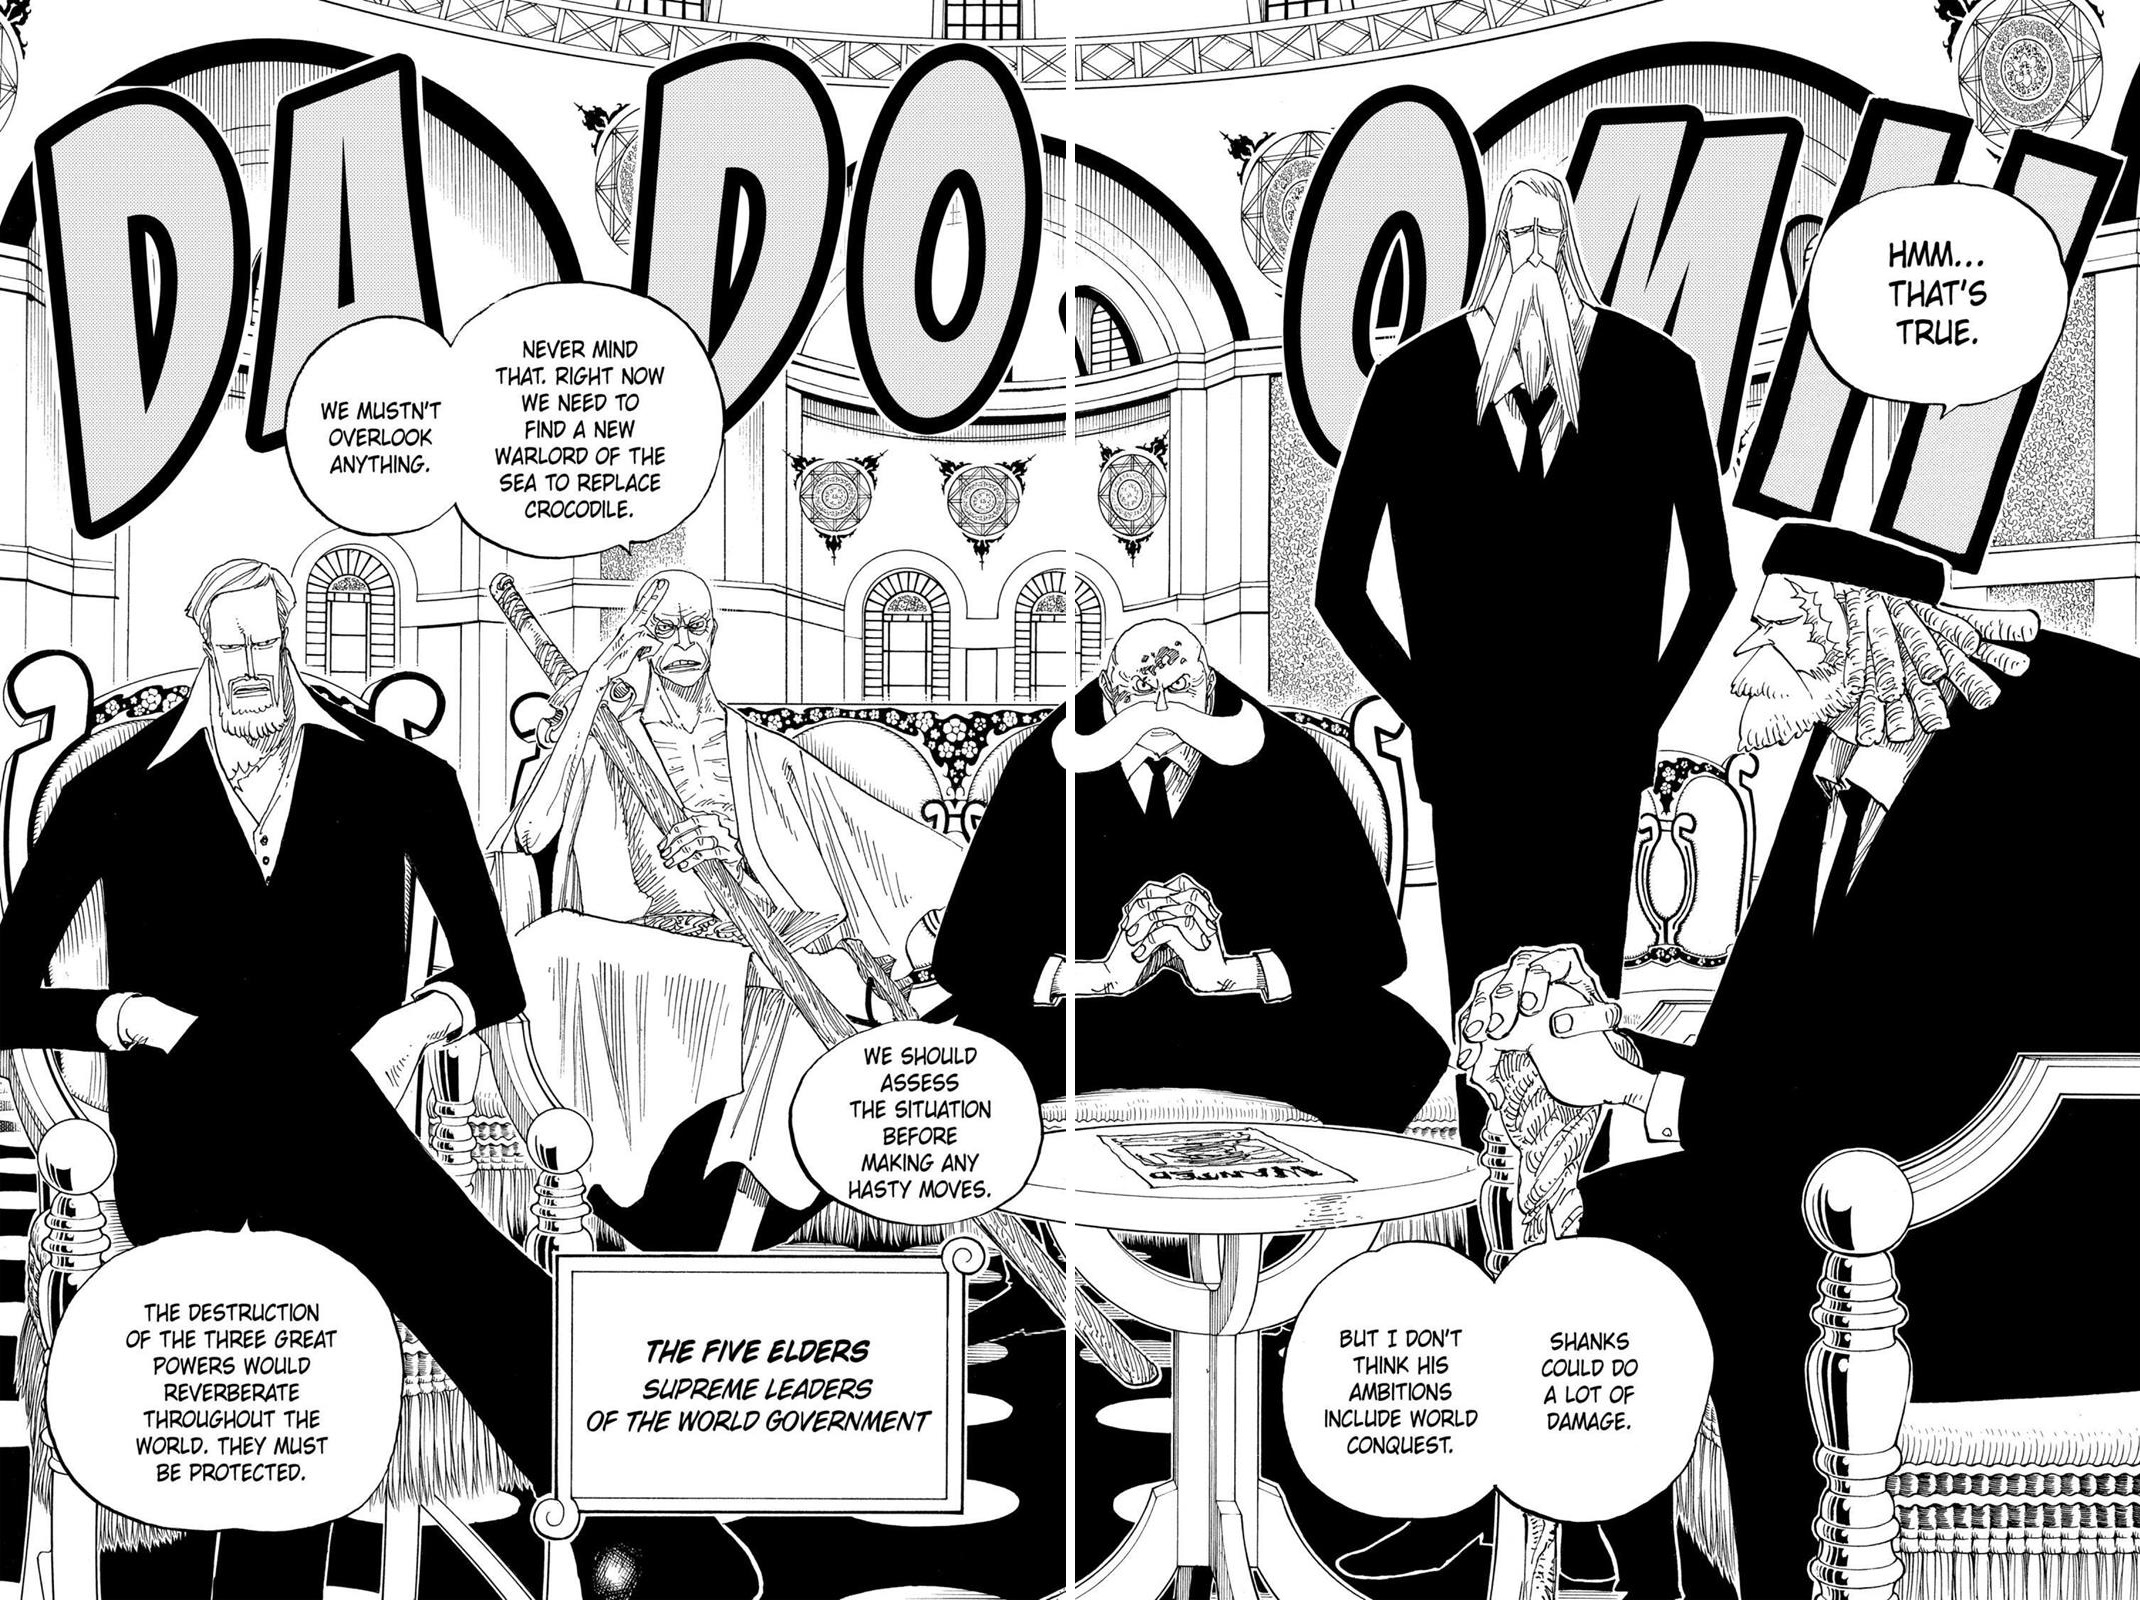 DA DOOMH
HMM...
THAT'S
TRUE.
SHANKS
COULD DO
A LOT OF
DAMAGE.
BUT I DON'T
THINK HIS
AMBITIONS
INCLUDE WORLD
CONQUEST.
WANTED
NEVER MIND
THAT. RIGHT NOW
WE NEED TO
FIND A NEW
WARLORD OF THE
SEA TO REPLACE
CROCODILE.
WE MUSTN'T
OVERLOOK
ANYTHING.
WE SHOULD
ASSESS
THE SITUATION
BEFORE
MAKING ANY
HASTY MOVES.
THE DESTRUCTION
OF THE THREE GREAT
POWERS WOULD
REVERBERATE
THROUGHOUT THE
WORLD. THEY MUST
BE PROTECTED.
THE FIVE ELDERS
SUPREME LEADERS
OF THE WORLD GOVERNMENT